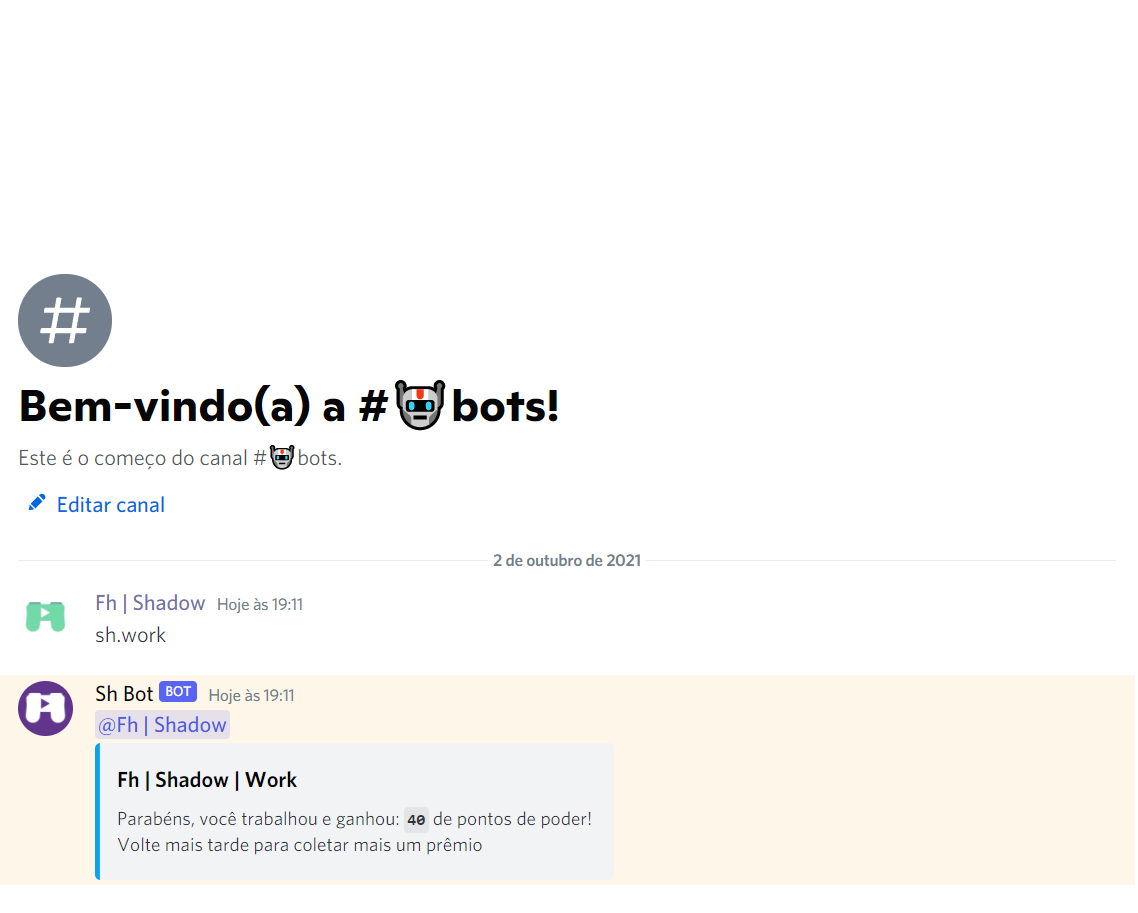 Bem-vindo(a) a #🤖bots!
Este é o começo do canal #🤖bots.
Editar canal
2 de outubro de 2021
Fh | Shadow Hoje às 19:11
sh.work
Sh Bot BOT Hoje às 19:11
@Fh | Shadow
Fh | Shadow | Work
Parabéns, você trabalhou e ganhou: 40 de pontos de poder!
Volte mais tarde para coletar mais um prêmio